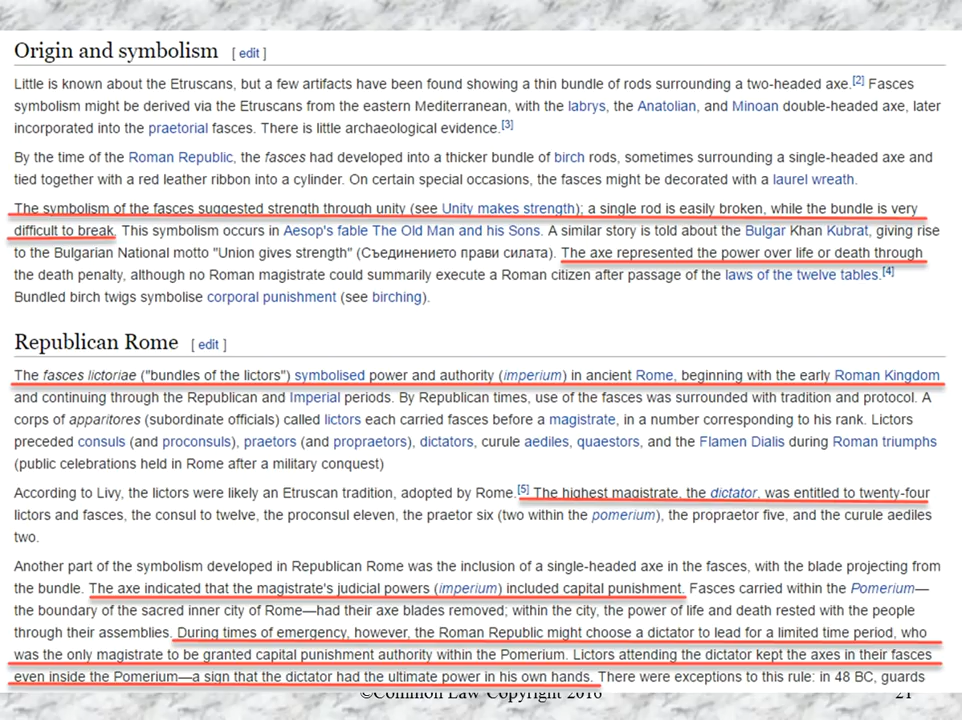 Origin and symbolism [ edit ]
Little is known about the Etruscans, but a few artifacts have been found showing a thin bundle of rods surrounding a two-headed axe.[2] Fasces
symbolism might be derived via the Etruscans from the eastern Mediterranean, with the labrys, the Anatolian, and Minoan double-headed axe, later
incorporated into the praetorial fasces. There is little archaeological evidence.[3]
By the time of the Roman Republic, the fasces had developed into a thicker bundle of birch rods, sometimes surrounding a single-headed axe and
tied together with a red leather ribbon into a cylinder. On certain special occasions, the fasces might be decorated with a laurel wreath.
The symbolism of the fasces suggested strength through unity (see Unity makes strength); a single rod is easily broken, while the bundle is very
difficult to break. This symbolism occurs in Aesop's fable The Old Man and his Sons. A similar story is told about the Bulgar Khan Kubrat, giving rise
to the Bulgarian National motto "Union gives strength" (Съединението прави силата). The axe represented the power over life or death through
the death penalty, although no Roman magistrate could summarily execute a Roman citizen after passage of the laws of the twelve tables.[4]
Bundled birch twigs symbolise corporal punishment (see birching).
Republican Rome [ edit ]
The fasces lictoriae ("bundles of the lictors") symbolised power and authority (imperium) in ancient Rome, beginning with the early Roman Kingdom
and continuing through the Republican and Imperial periods. By Republican times, use of the fasces was surrounded with tradition and protocol. A
corps of apparitores (subordinate officials) called lictors each carried fasces before a magistrate, in a number corresponding to his rank. Lictors
preceded consuls (and proconsuls), praetors (and propraetors), dictators, curule aediles, quaestors, and the Flamen Dialis during Roman triumphs
(public celebrations held in Rome after a military conquest)
According to Livy, the lictors were likely an Etruscan tradition, adopted by Rome.[5] The highest magistrate, the dictator, was entitled to twenty-four
lictors and fasces, the consul to twelve, the proconsul eleven, the praetor six (two within the pomerium), the propraetor five, and the curule aediles
two.
Another part of the symbolism developed in Republican Rome was the inclusion of a single-headed axe in the fasces, with the blade projecting from
the bundle. The axe indicated that the magistrate's judicial powers (imperium) included capital punishment. Fasces carried within the Pomerium—
the boundary of the sacred inner city of Rome—had their axe blades removed; within the city, the power of life and death rested with the people
through their assemblies. During times of emergency, however, the Roman Republic might choose a dictator to lead for a limited time period, who
was the only magistrate to be granted capital punishment authority within the Pomerium. Lictors attending the dictator kept the axes in their fasces
even inside the Pomerium—a sign that the dictator had the ultimate power in his own hands. There were exceptions to this rule: in 48 BC, guards
©Common Law Copyright 2016 21